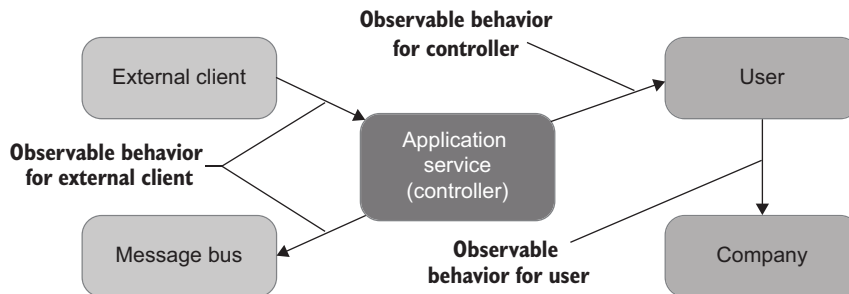 Observable behavior
for controller
External client
User
Application
service
(controller)
Observable behavior
for external client
Message bus
Observable
behavior for user
Company